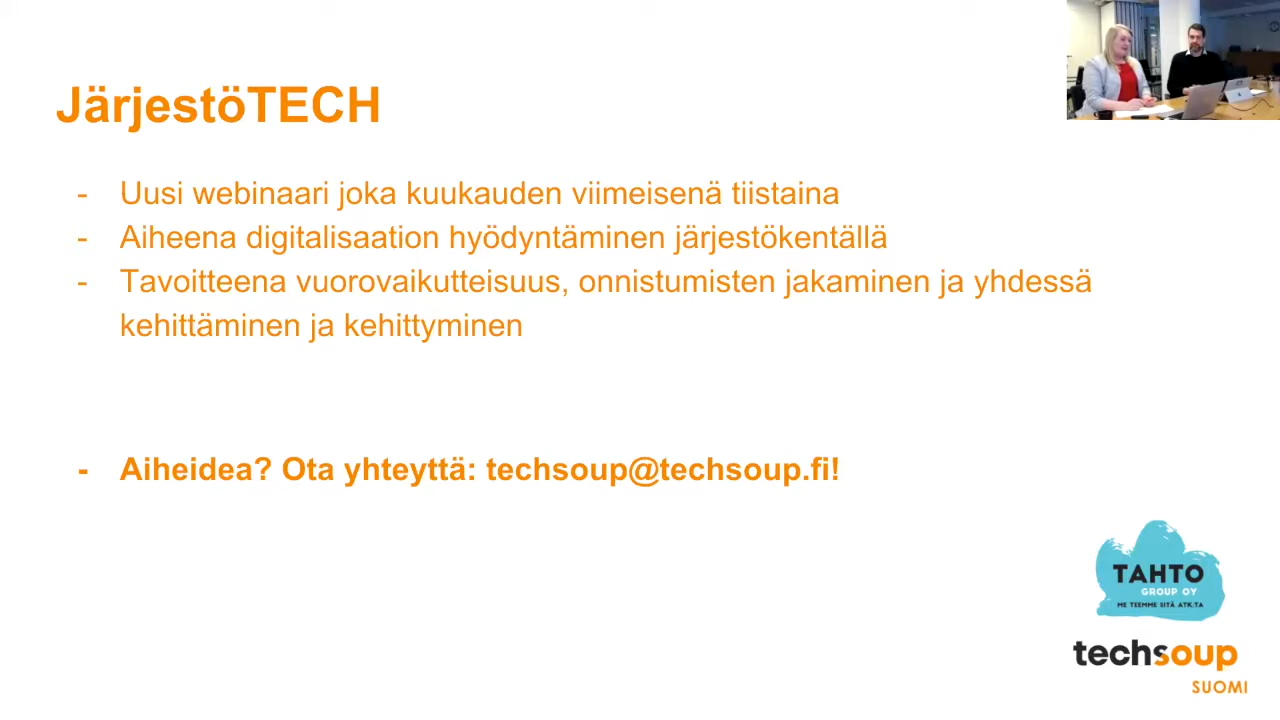 JärjestöTECH
- Uusi webinaari joka kuukauden viimeisenä tiistaina
- Aiheena digitalisaation hyödyntäminen järjestökentällä
- Tavoitteena vuorovaikutteisuus, onnistumisten jakaminen ja yhdessä
kehittäminen ja kehittyminen
- Aiheidea? Ota yhteyttä: techsoup@techsoup.fi!
TAHTO
GROUP OY
ME TEEMME SITÄ ATK:TA
techsoup
SUOMI